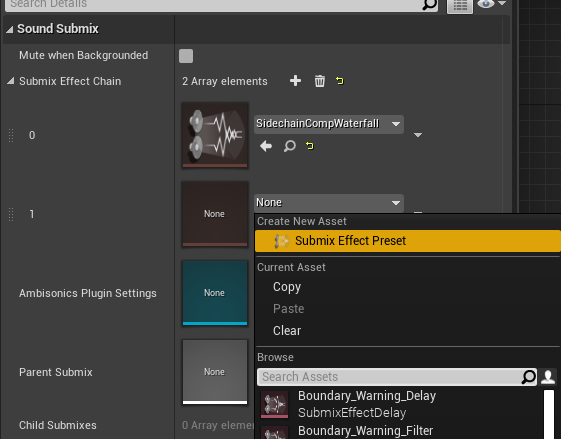 Search Details
Sound Submix
Mute when Backgrounded
Submix Effect Chain 2 Array elements
0 SidechainCompWaterfall
1 None None
Create New Asset
Submix Effect Preset
Current Asset
Ambisonics Plugin Settings None Copy
Paste
Clear
Browse
Parent Submix None Search Assets
Boundary_Warning_Delay
SubmixEffectDelay
Child Submixes 0 Array eleme
Boundary_Warning_Filter